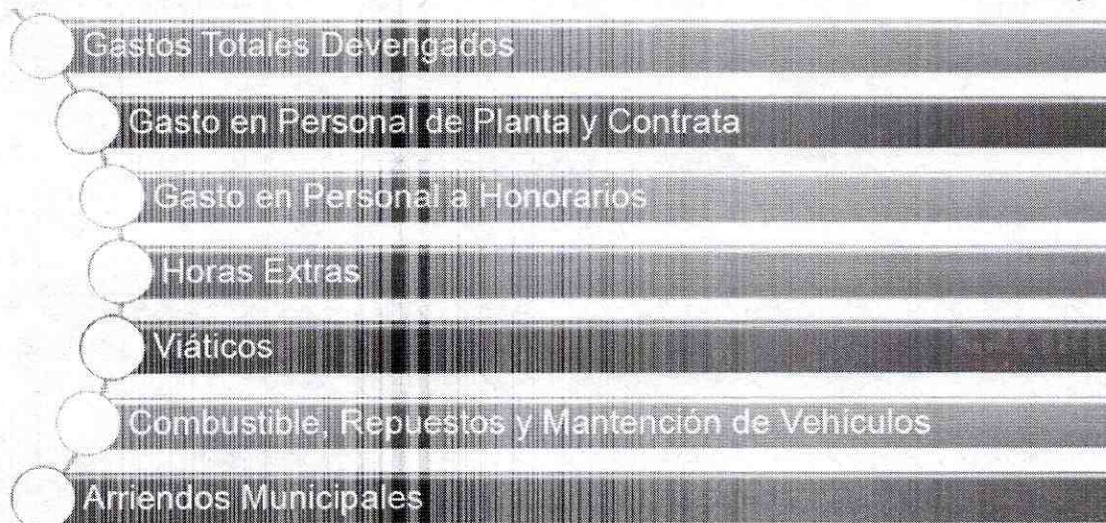 Gastos Totales Devengados
Gasto en Personal de Planta y Contrata
Gasto en Personal a Honorarios
Horas Extras
Viáticos
Combustible, Repuestos y Mantención de Vehículos
Arriendos Municipales